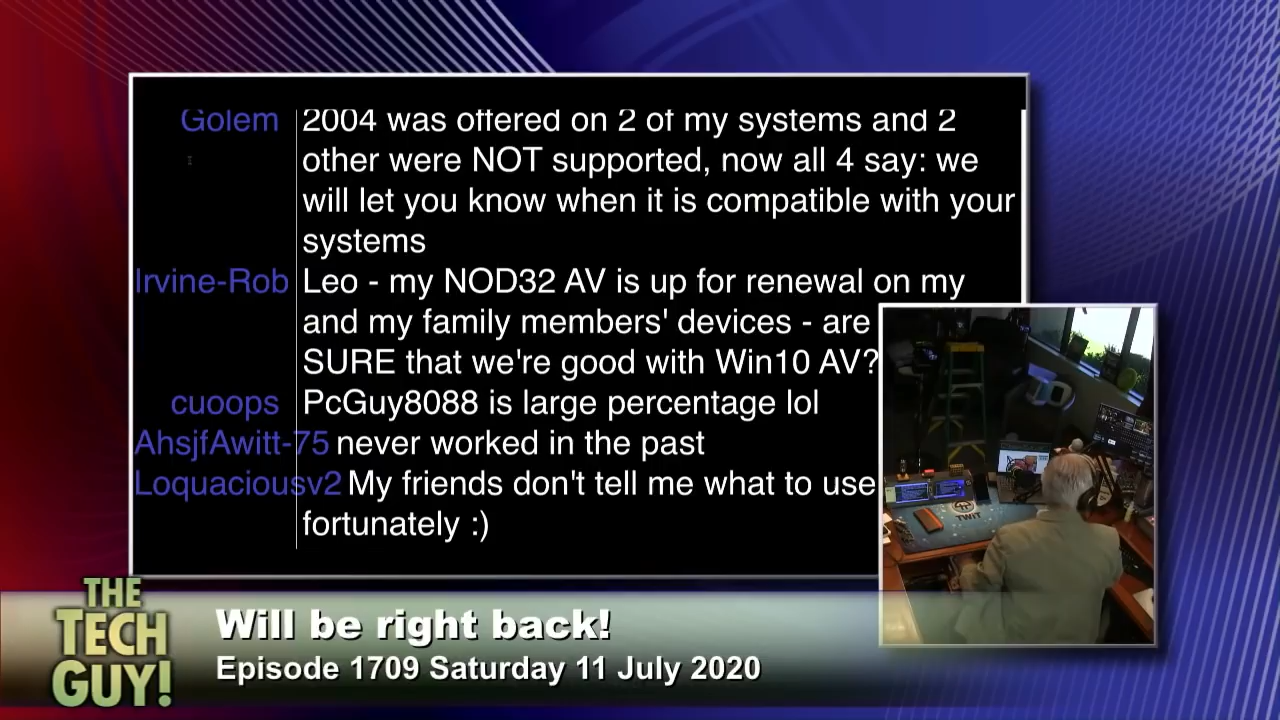 Golem 2004 was offered on 2 of my systems and 2
other were NOT supported, now all 4 say: we
will let you know when it is compatible with your
systems
Irvine-Rob Leo - my NOD32 AV is up for renewal on my
and my family members' devices - are
SURE that we're good with Win10 AV?
cuoops PcGuy8088 is large percentage lol
AhsjfAwitt-75 never worked in the past
Loquaciousv2 My friends don't tell me what to use
fortunately :)
TWiT
THE
TECH
GUY!
Will be right back!
Episode 1709 Saturday 11 July 2020